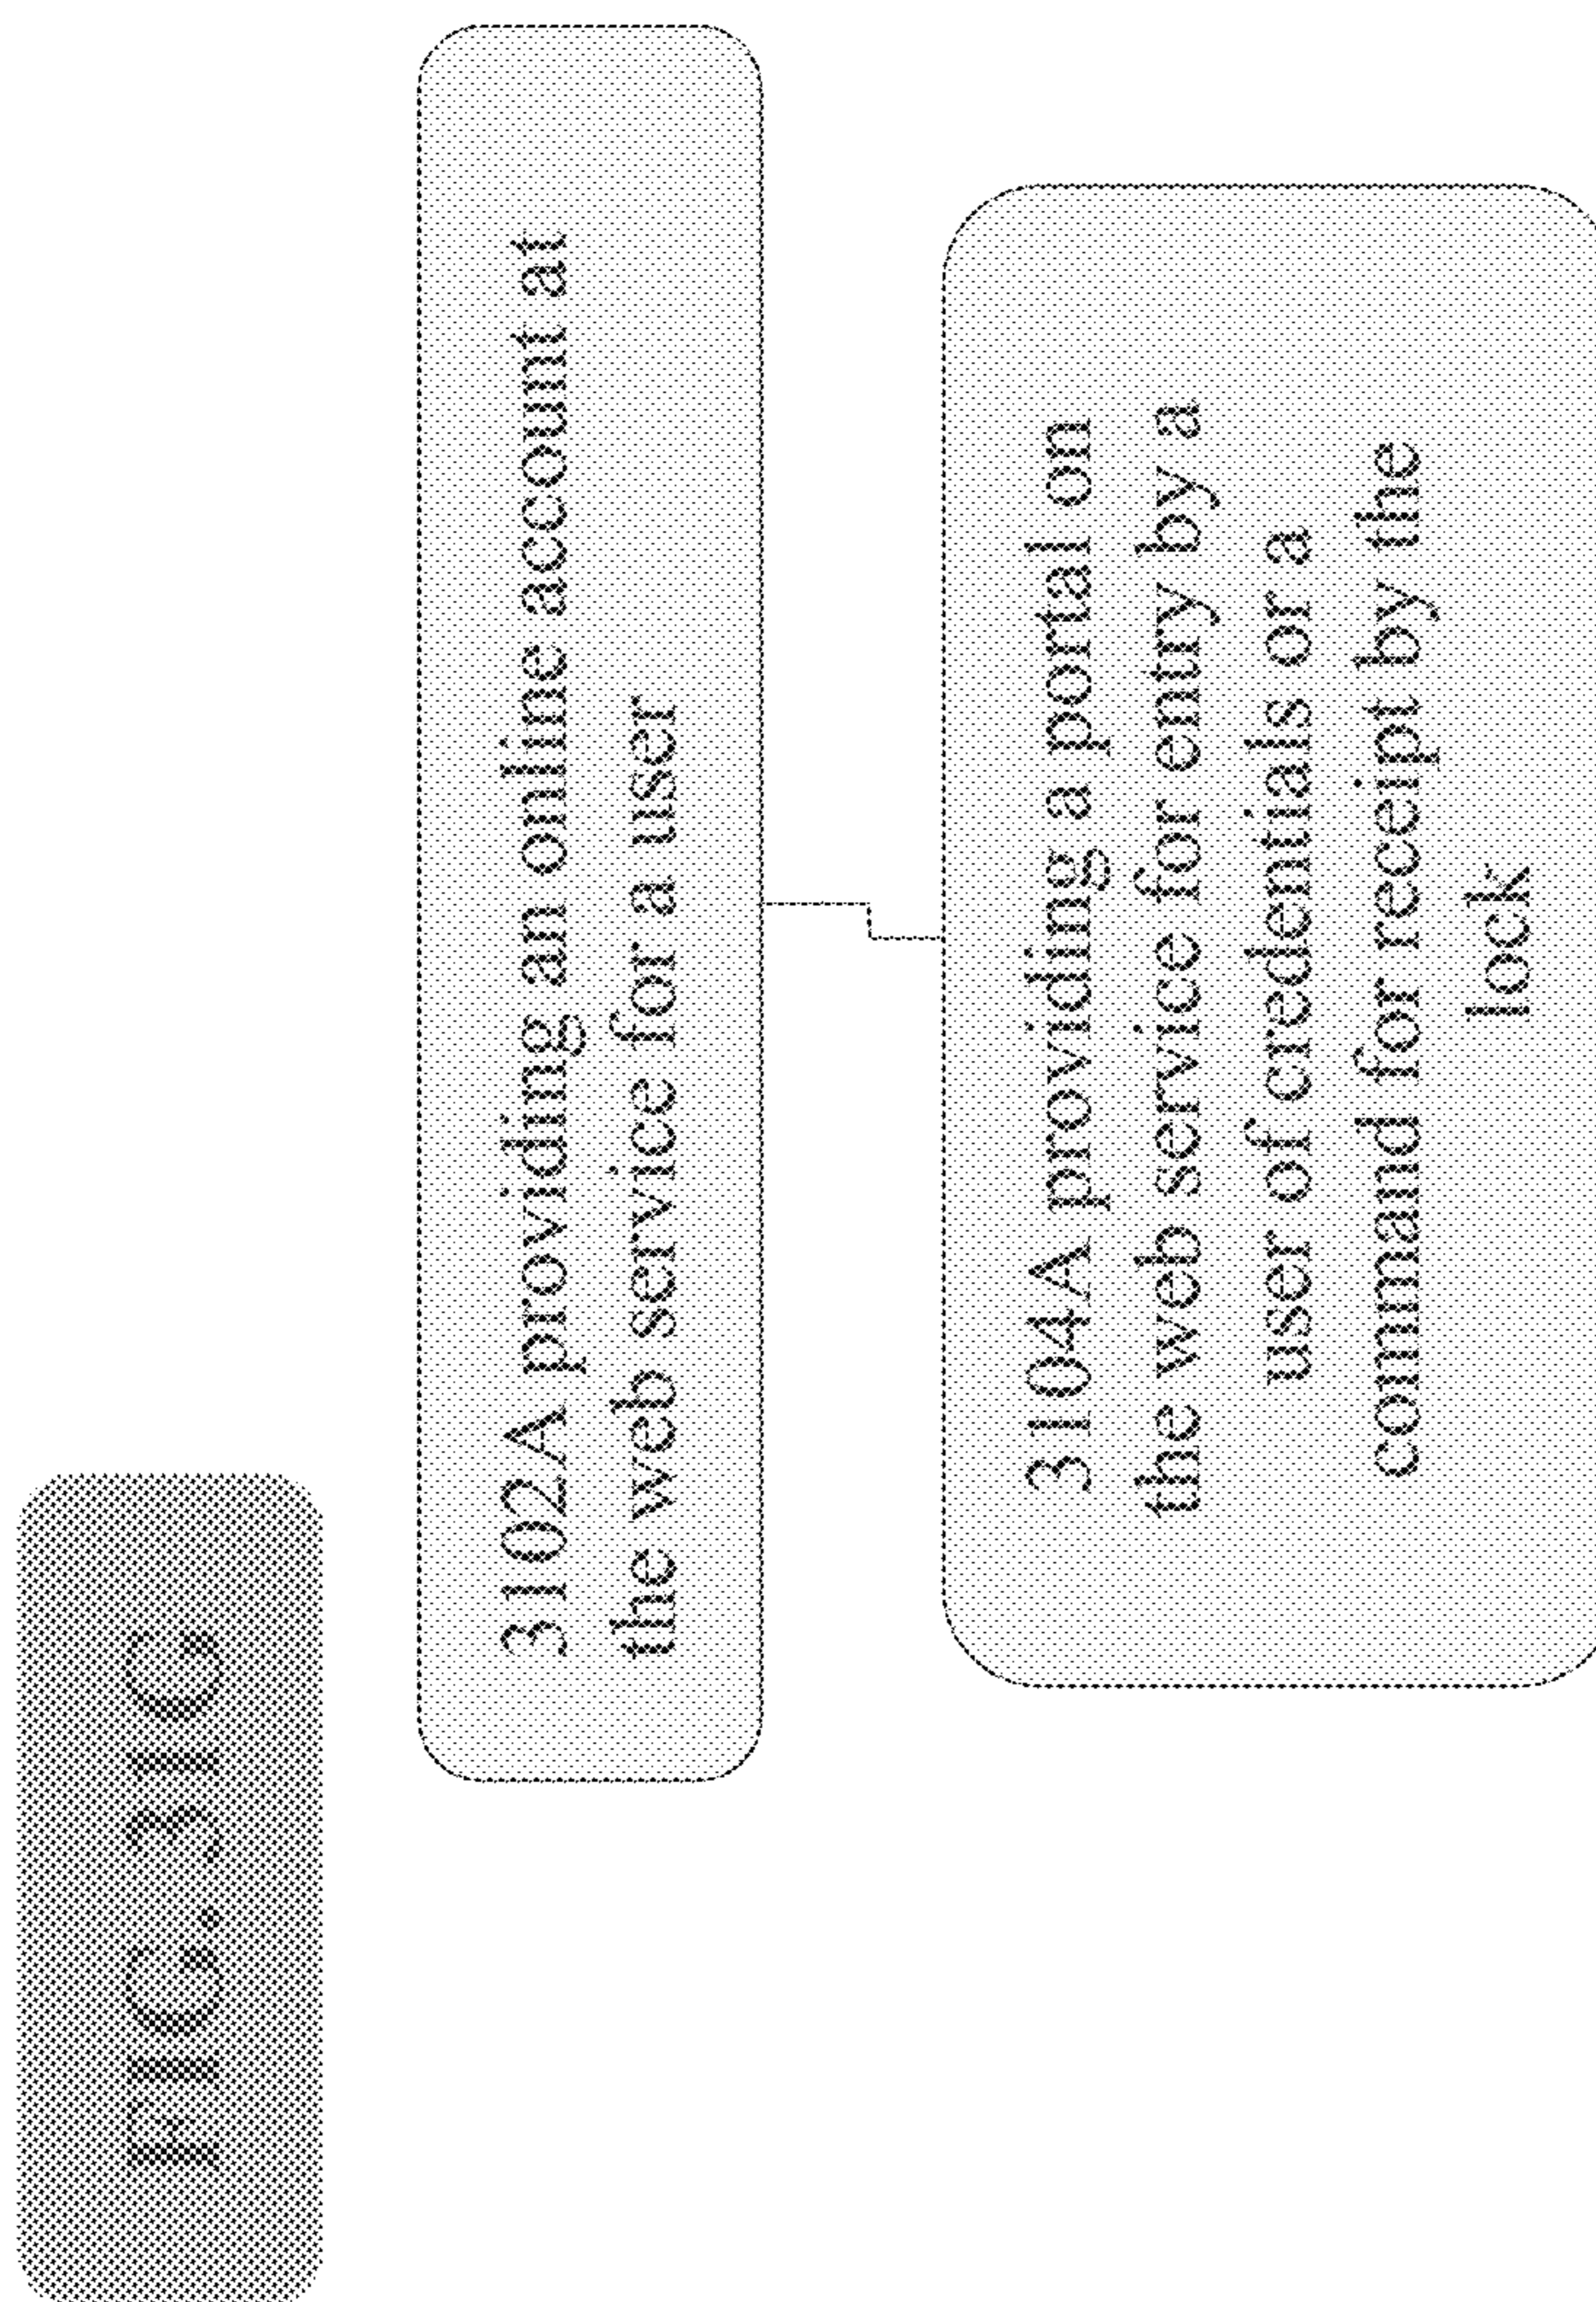 FIG. 31C
3102A providing an online account at
the web service for a user
3104A providing a portal on
the web service for entry by a
user of credentials or a
command for receipt by the
lock